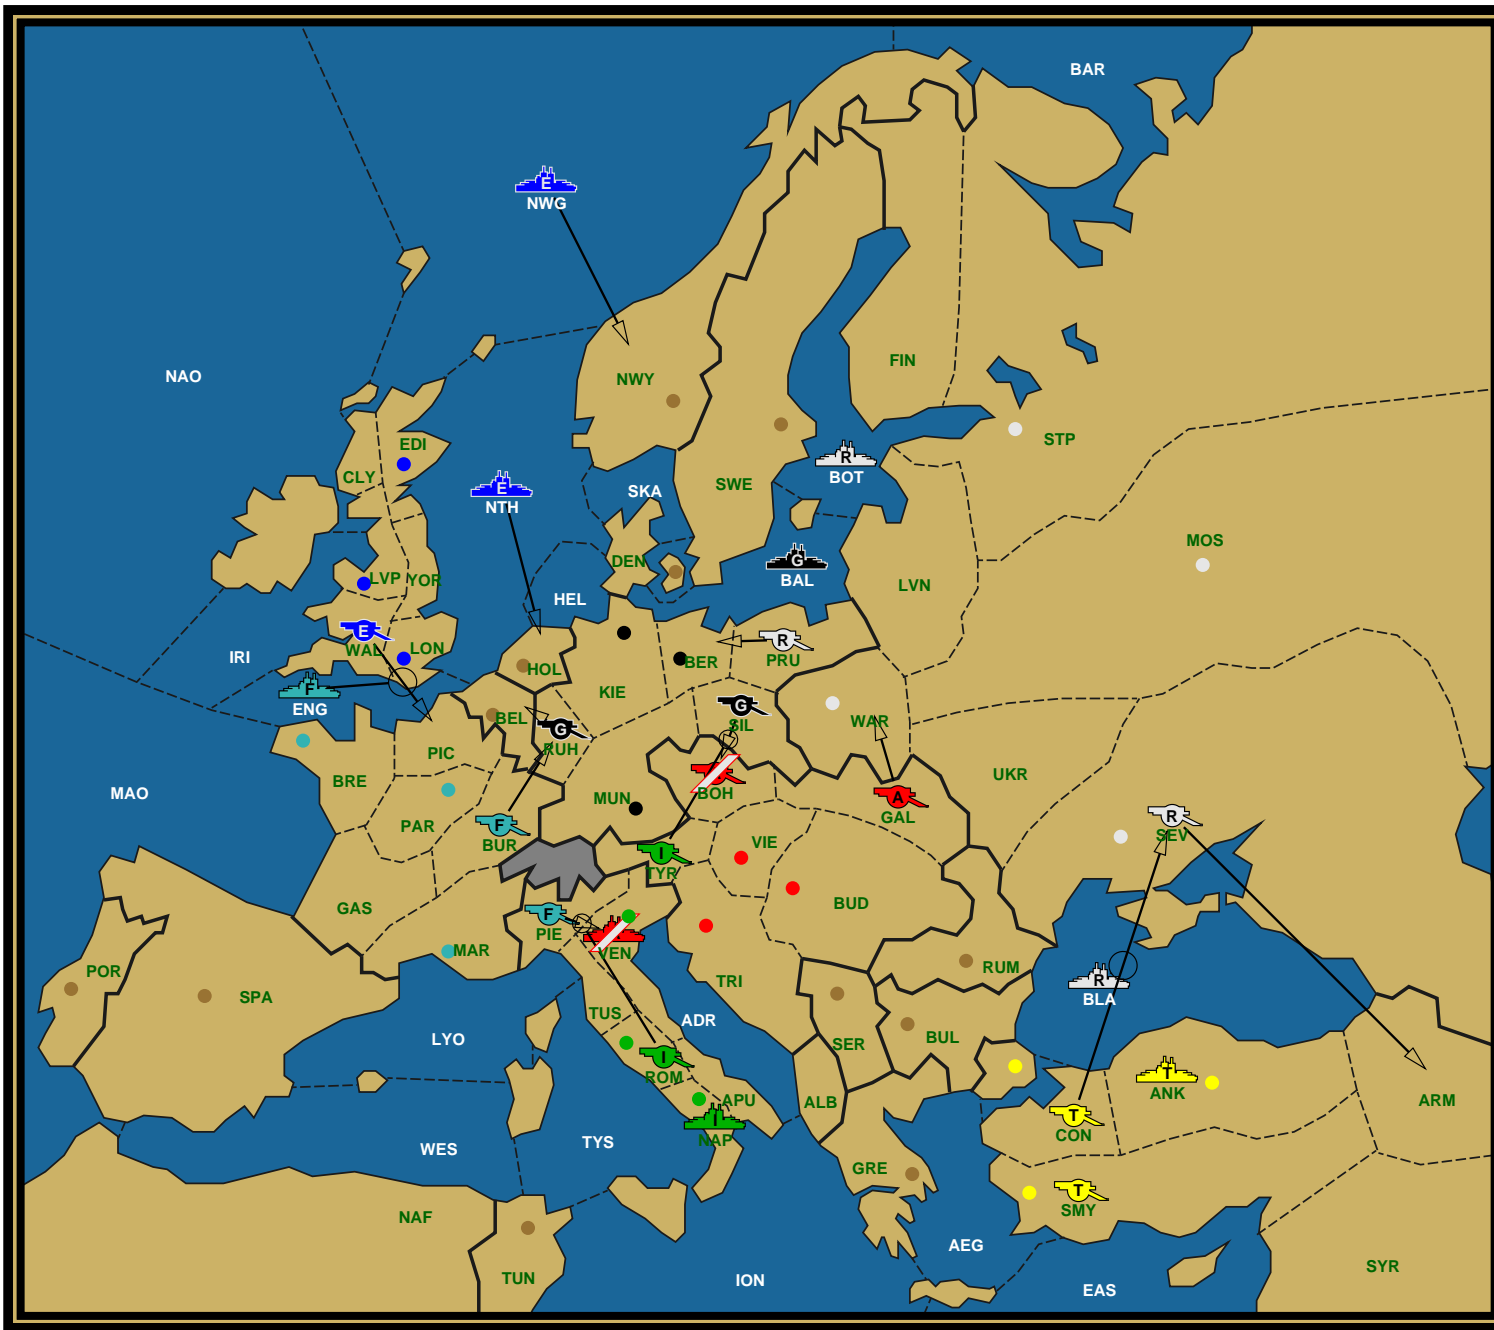 BAR
E
NWG
NAO
NWY
FIN
EDI
STP
CLY
R
BOT
SWE
SKA
E
NTH
MOS
DEN
G
BAL
LVP
YOR
LVN
HEL
E
WAL
LON
IRI
R
PRU
BER
HOL
KIE
F
ENG
G
SIL
BEL
WAR
G
RUH
PIC
BOH
UKR
BRE
MAO
MUN
A
GAL
R
SEV
PAR
F
BUR
VIE
I
TYR
BUD
GAS
F
PIE
VEN
MAR
POR
SPA
RUM
TRI
R
BLA
TUS
ADR
LYO
SER
BUL
I
ROM
T
ANK
APU
ALB
ARM
I
NAP
T
CON
TYS
WES
GRE
T
SMY
NAF
AEG
SYR
TUN
ION
EAS